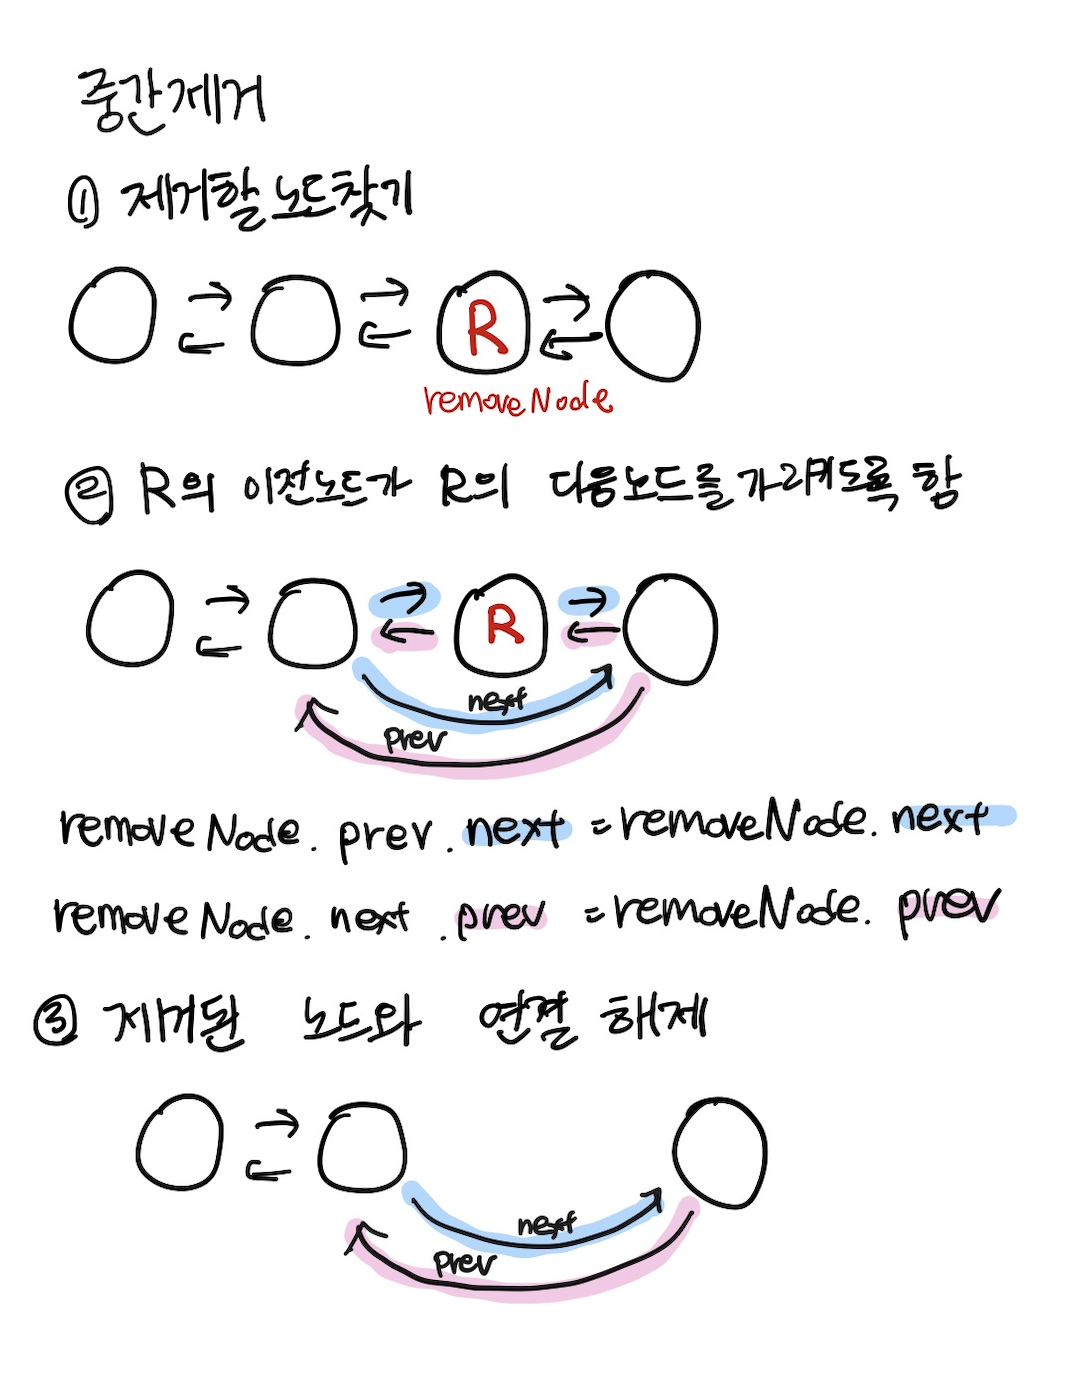 중간제거
① 제거할 노드찾기
R
removeNode
② R의 이전노드가 R의 다음노드를 가리키도록 함
R
next
prev
removeNode. prev. next = removeNode. next
removeNode. next .prev = removeNode. prev
③ 제거된 노드와 연결 해제
next
prev